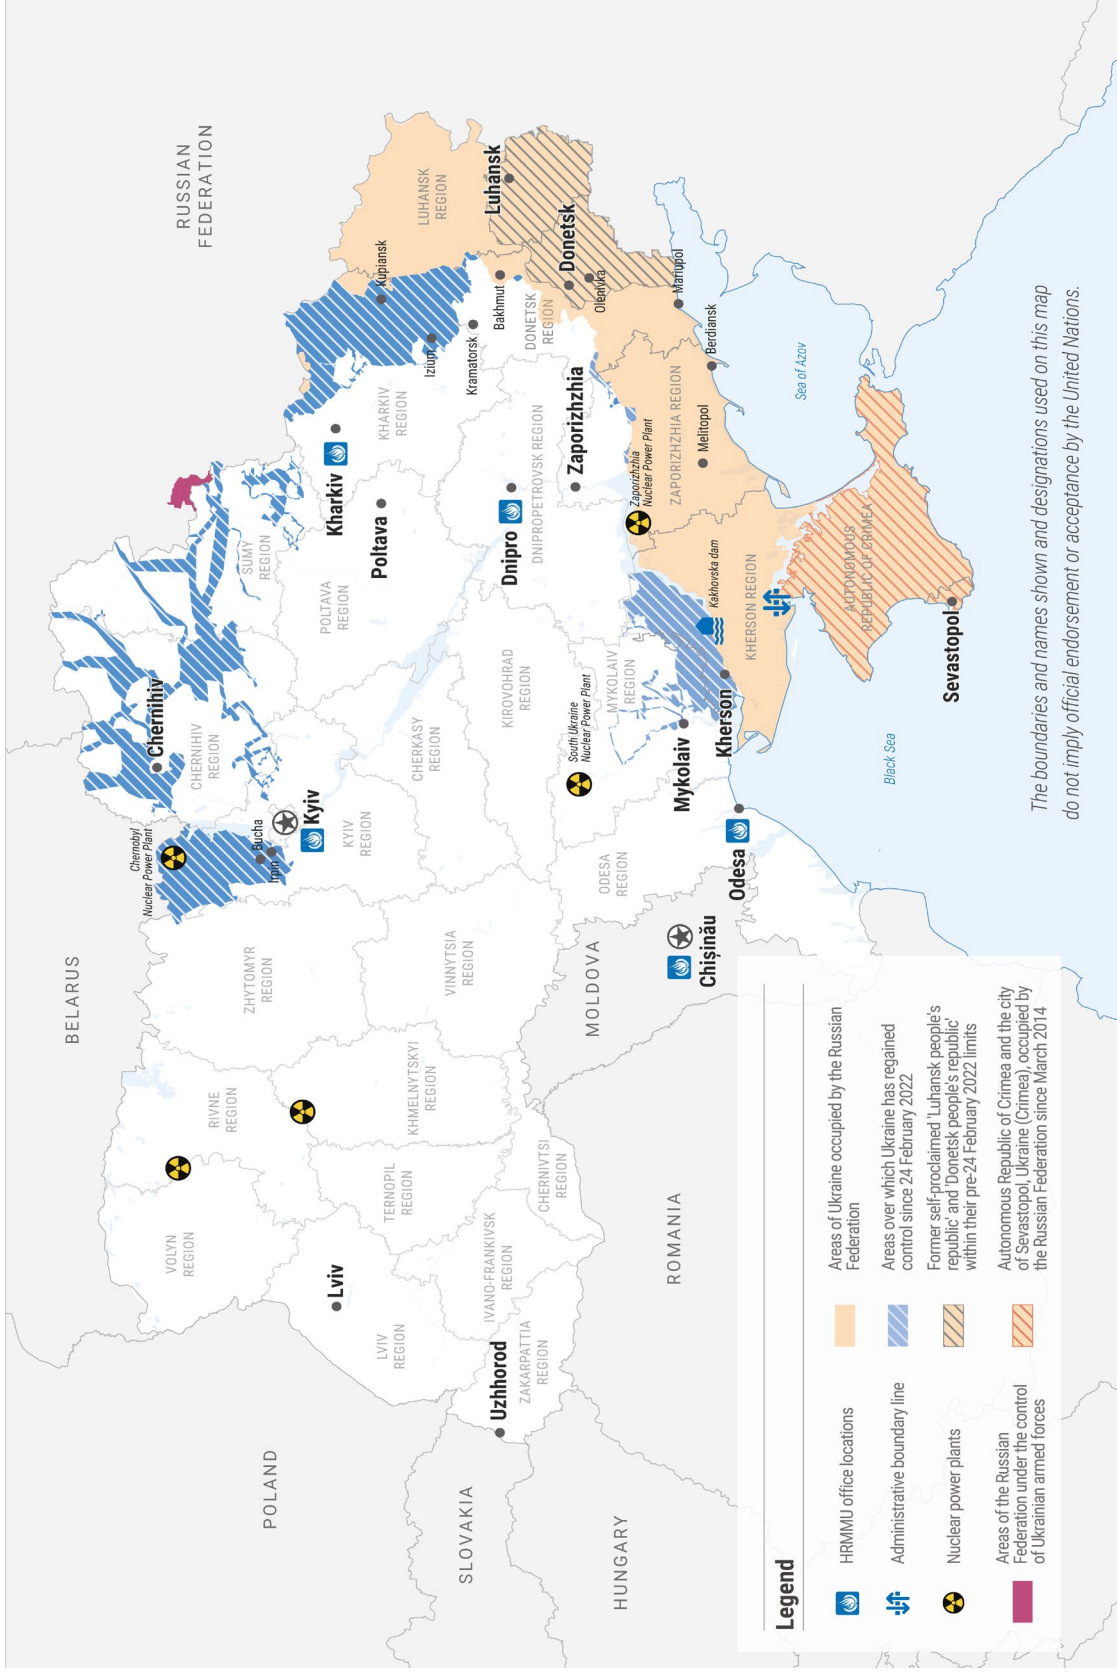 RUSSIAN
FEDERATION
BELARUS
POLAND
SLOVAKIA
HUNGARY
ROMANIA
MOLDOVA
VOLYN
REGION
RIVNE
REGION
ZHYTOMYR
REGION
Chernobyl
Nuclear Power Plant
Bucha
Irpin
Kyiv
KYIV
REGION
Chernihiv
CHERNIHIV
REGION
SUMY
REGION
Lviv
LVIV
REGION
TERNOPIL
REGION
KHMELNYTSKYI
REGION
VINNYTSIA
REGION
CHERKASY
REGION
POLTAVA
REGION
Poltava
Kharkiv
KHARKIV
REGION
Kupiansk
Izium
LUHANSK
REGION
Luhansk
Uzhhorod
ZAKARPATTIA
REGION
IVANO-FRANKIVSK
REGION
CHERNIVTSI
REGION
KIROVOHRAD
REGION
Dnipro
DNIPROPETROVSK REGION
Kramatorsk
Bakhmut
DONETSK
REGION
Donetsk
Olenivka
Zaporizhzhia
Zaporizhzhia
Nuclear Power Plant
ZAPORIZHZHIA REGION
Melitopol
Berdiansk
Mariupol
South Ukraine
Nuclear Power Plant
MYKOLAIV
REGION
Mykolaiv
ODESA
REGION
Odesa
Chișinău
Kherson
Kakhovska dam
KHERSON REGION
AUTONOMOUS
REPUBLIC OF CRIMEA
Sevastopol
Sea of Azov
Black Sea
Legend
HRMMU office locations
Administrative boundary line
Nuclear power plants
Areas of the Russian
Federation under the control
of Ukrainian armed forces
Areas of Ukraine occupied by the Russian
Federation
Areas over which Ukraine has regained
control since 24 February 2022
Former self-proclaimed 'Luhansk people's
republic' and 'Donetsk people's republic'
within their pre-24 February 2022 limits
Autonomous Republic of Crimea and the city
of Sevastopol, Ukraine (Crimea), occupied by
the Russian Federation since March 2014
The boundaries and names shown and designations used on this map
do not imply official endorsement or acceptance by the United Nations.